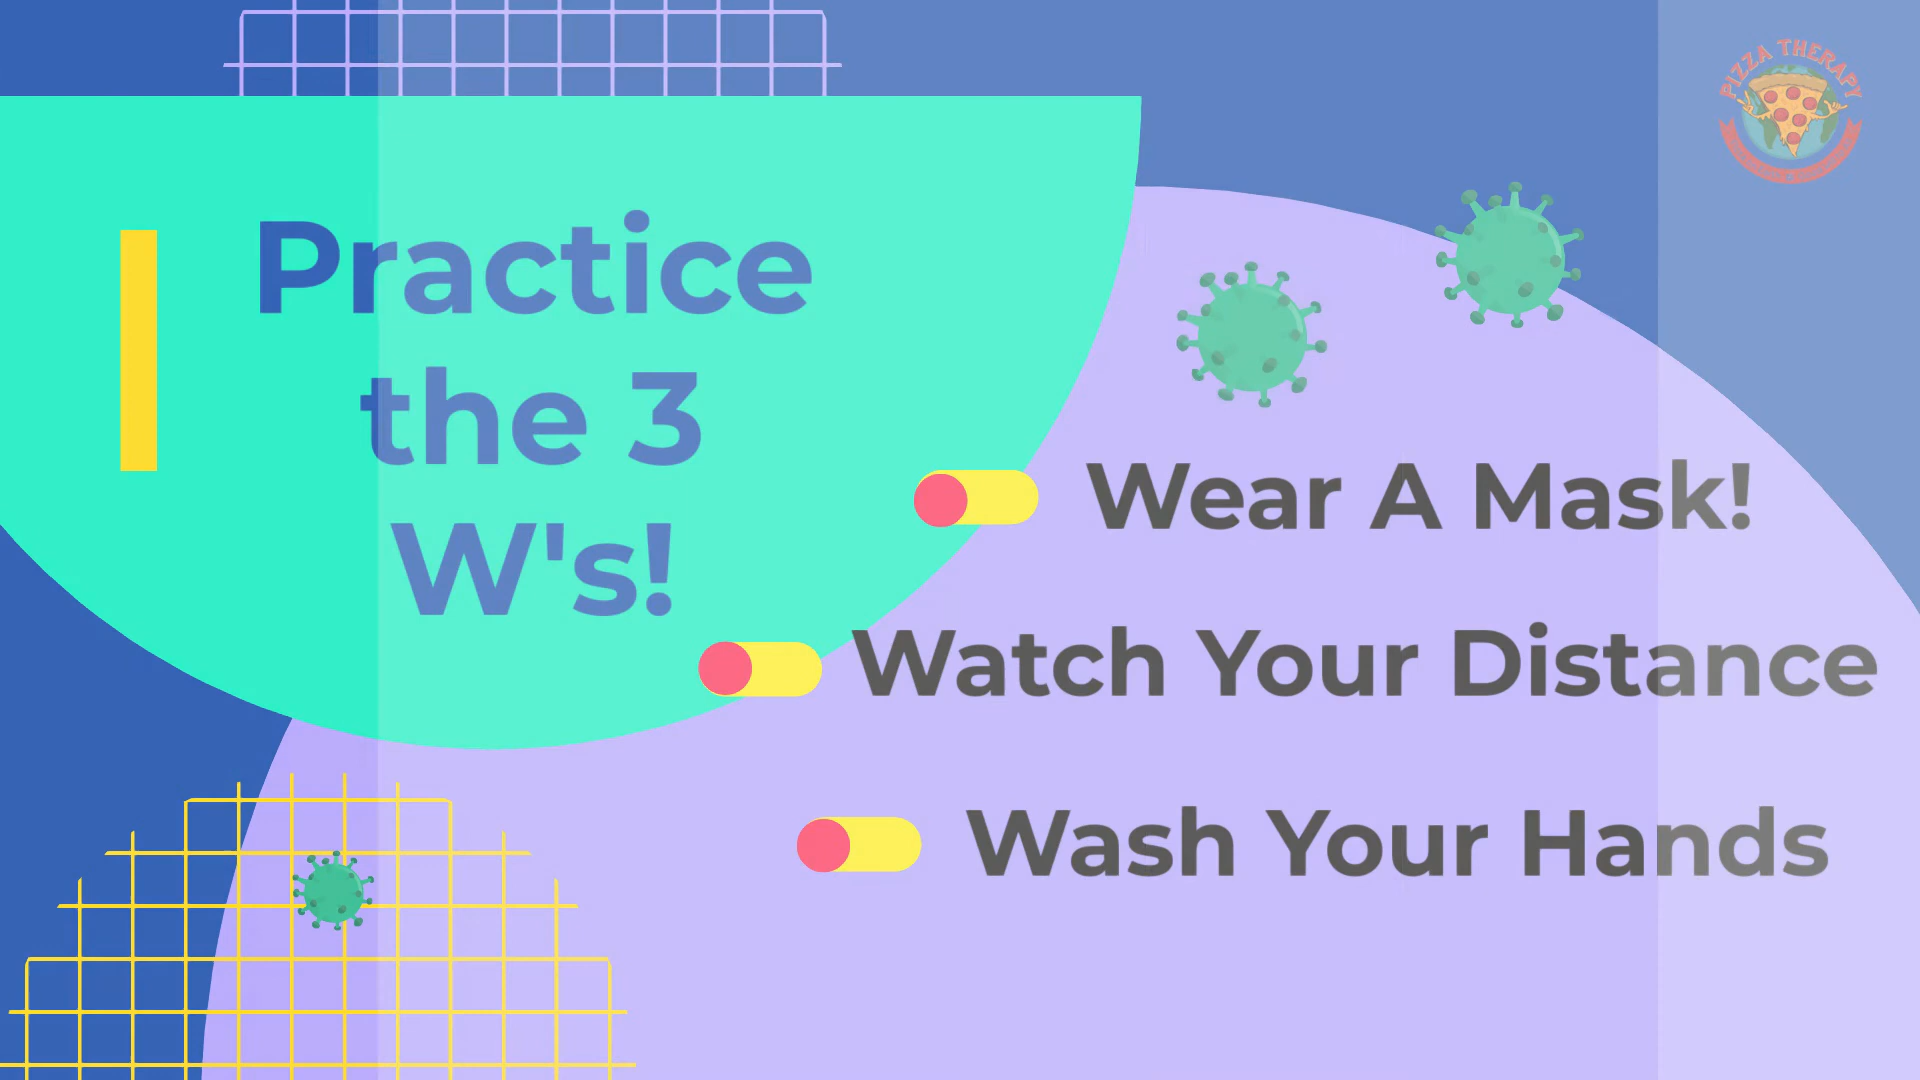 PIZZA THERAPY
Practice
the 3
W's!
Wear A Mask!
Watch Your Distance
Wash Your Hands